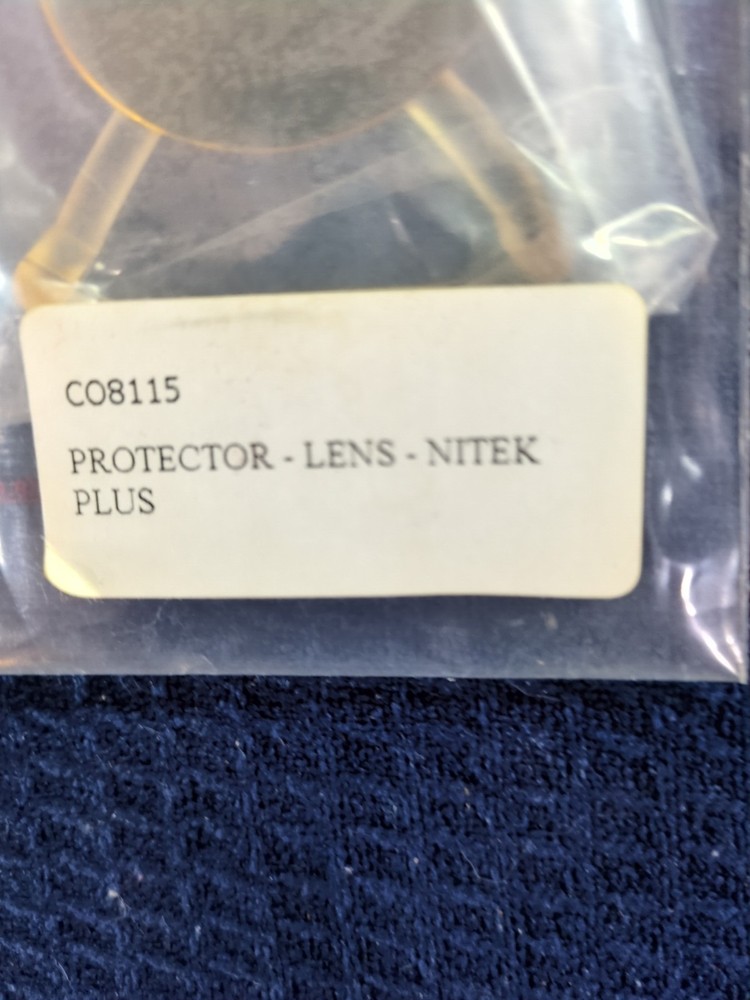 CO8115
PROTECTOR - LENS - NITEK
PLUS